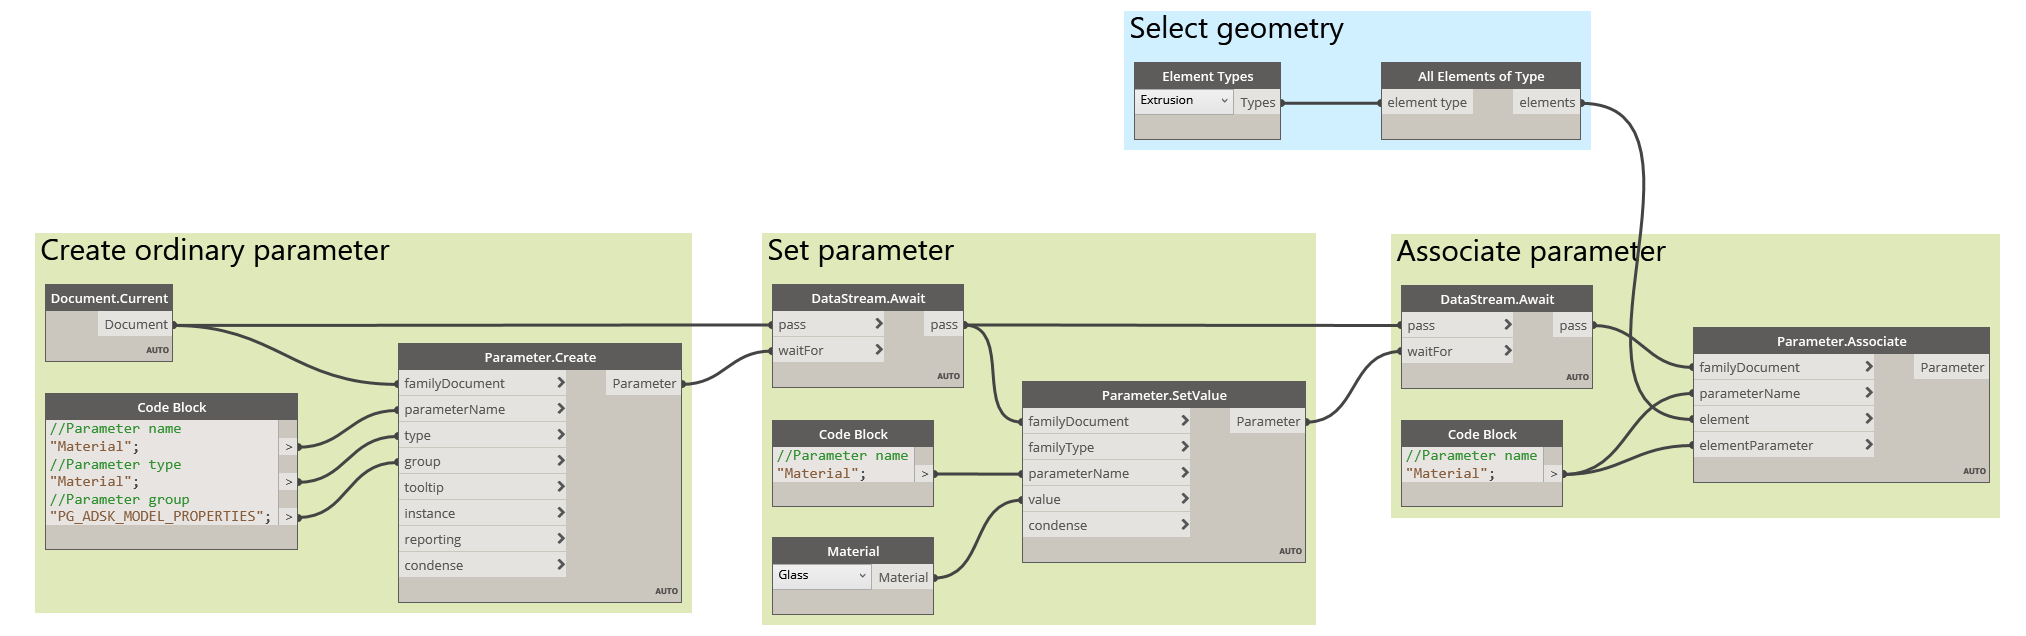 Select geometry
Element Types
Extrusion
Types
All Elements of Type
element type
elements
Create ordinary parameter
Document.Current
Document
AUTO
Code Block
//Parameter name
"Material";
>
//Parameter type
"Material";
>
//Parameter group
"PG_ADSK_MODEL_PROPERTIES";
>
Parameter.Create
familyDocument
Parameter
parameterName
type
group
tooltip
instance
reporting
condense
AUTO
Set parameter
DataStream.Await
pass
pass
waitFor
AUTO
Code Block
//Parameter name
"Material";
>
Material
Glass
Material
Parameter.SetValue
familyDocument
Parameter
familyType
parameterName
value
condense
AUTO
Associate parameter
DataStream.Await
pass
pass
waitFor
AUTO
Code Block
//Parameter name
"Material";
>
Parameter.Associate
familyDocument
Parameter
parameterName
element
elementParameter
AUTO